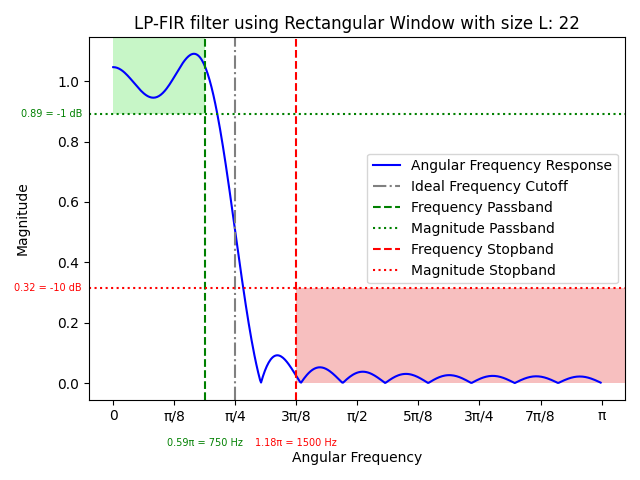 LP-FIR filter using Rectangular Window with size L: 22
Magnitude
1.0
0.89 = -1 dB
0.8
0.6
0.4
0.32 = -10 dB
0.2
0.0
Angular Frequency Response
Ideal Frequency Cutoff
Frequency Passband
Magnitude Passband
Frequency Stopband
Magnitude Stopband
0 π/8 π/4 3π/8 π/2 5π/8 3π/4 7π/8 π
0.59π = 750 Hz 1.18π = 1500 Hz
Angular Frequency